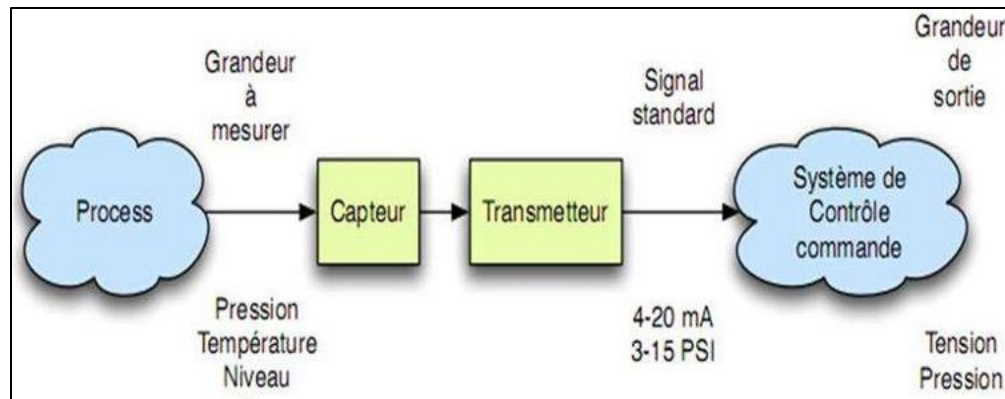 Grandeur
à
mesurer
Signal
standard
Grandeur
de
sortie
Process
Capteur
Transmetteur
Système de
Contrôle
commande
Pression
Température
Niveau
4-20 mA
3-15 PSI
Tension
Pression